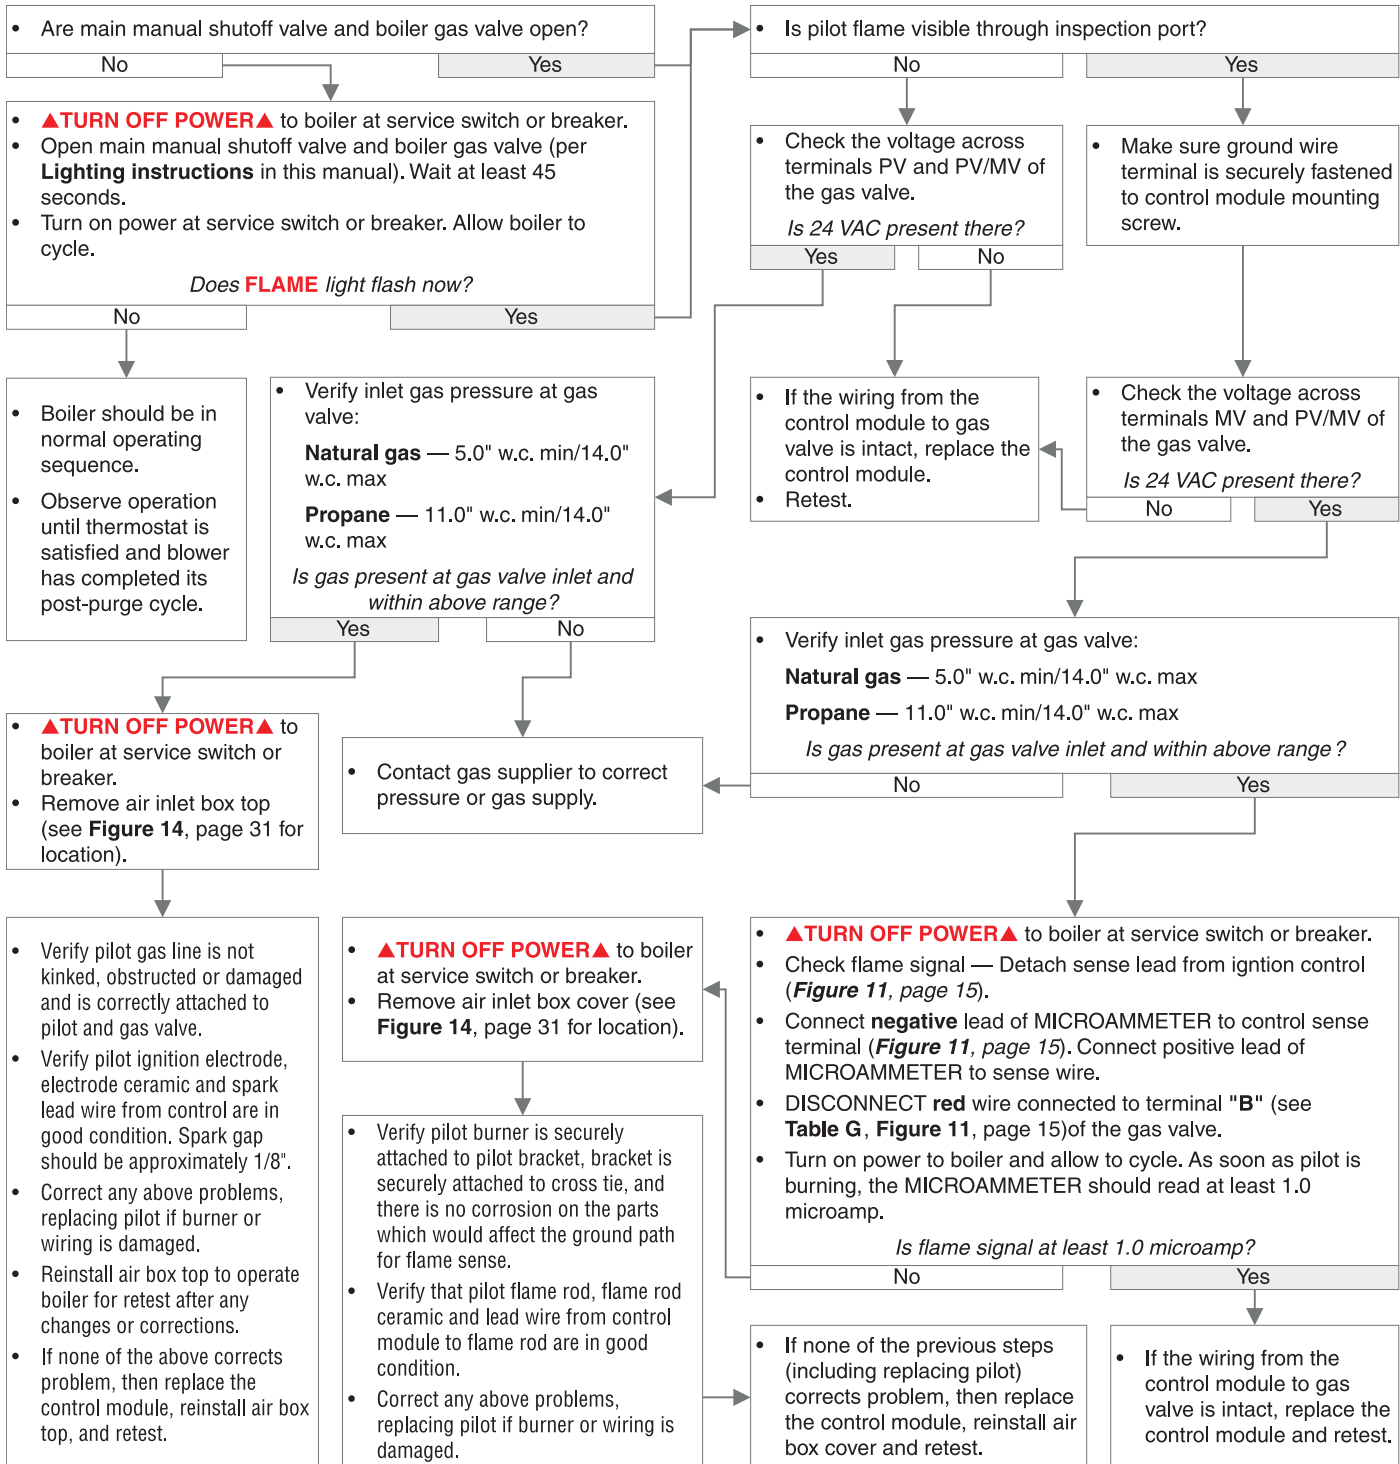 • Are main manual shutoff valve and boiler gas valve open?
No
Yes
• ▲TURN OFF POWER▲ to boiler at service switch or breaker.
• Open main manual shutoff valve and boiler gas valve (per
Lighting instructions in this manual). Wait at least 45
seconds.
• Turn on power at service switch or breaker. Allow boiler to
cycle.
Does FLAME light flash now?
No
Yes
• Boiler should be in
normal operating
sequence.
• Observe operation
until thermostat is
satisfied and blower
has completed its
post-purge cycle.
• Is pilot flame visible through inspection port?
No
Yes
• Check the voltage across
terminals PV and PV/MV of
the gas valve.
Is 24 VAC present there?
Yes
No
• Make sure ground wire
terminal is securely fastened
to control module mounting
screw.
• Verify inlet gas pressure at gas
valve:
Natural gas — 5.0" w.c. min/14.0"
w.c. max
Propane — 11.0" w.c. min/14.0"
w.c. max
Is gas present at gas valve inlet and
within above range?
Yes
No
• If the wiring from the
control module to gas
valve is intact, replace the
control module.
• Retest.
• Check the voltage across
terminals MV and PV/MV of
the gas valve.
Is 24 VAC present there?
No
Yes
• Verify inlet gas pressure at gas valve:
Natural gas — 5.0" w.c. min/14.0" w.c. max
Propane — 11.0" w.c. min/14.0" w.c. max
Is gas present at gas valve inlet and within above range?
No
Yes
• ▲TURN OFF POWER▲ to
boiler at service switch or
breaker.
• Remove air inlet box top
(see Figure 14, page 31 for
location).
• Contact gas supplier to correct
pressure or gas supply.
• Verify pilot gas line is not
kinked, obstructed or damaged
and is correctly attached to
pilot and gas valve.
• Verify pilot ignition electrode,
electrode ceramic and spark
lead wire from control are in
good condition. Spark gap
should be approximately 1/8".
• Correct any above problems,
replacing pilot if burner or
wiring is damaged.
• Reinstall air box top to operate
boiler for retest after any
changes or corrections.
• If none of the above corrects
problem, then replace the
control module, reinstall air box
top, and retest.
• ▲TURN OFF POWER▲ to boiler
at service switch or breaker.
• Remove air inlet box cover (see
Figure 14, page 31 for location).
• Verify pilot burner is securely
attached to pilot bracket, bracket is
securely attached to cross tie, and
there is no corrosion on the parts
which would affect the ground path
for flame sense.
• Verify that pilot flame rod, flame rod
ceramic and lead wire from control
module to flame rod are in good
condition.
• Correct any above problems,
replacing pilot if burner or wiring is
damaged.
• ▲TURN OFF POWER▲ to boiler at service switch or breaker.
• Check flame signal — Detach sense lead from igntion control
(Figure 11, page 15).
• Connect negative lead of MICROAMMETER to control sense
terminal (Figure 11, page 15). Connect positive lead of
MICROAMMETER to sense wire.
• DISCONNECT red wire connected to terminal "B" (see
Table G, Figure 11, page 15)of the gas valve.
• Turn on power to boiler and allow to cycle. As soon as pilot is
burning, the MICROAMMETER should read at least 1.0
microamp.
Is flame signal at least 1.0 microamp?
No
Yes
• If none of the previous steps
(including replacing pilot)
corrects problem, then replace
the control module, reinstall air
box cover and retest.
• If the wiring from the
control module to gas
valve is intact, replace the
control module and retest.